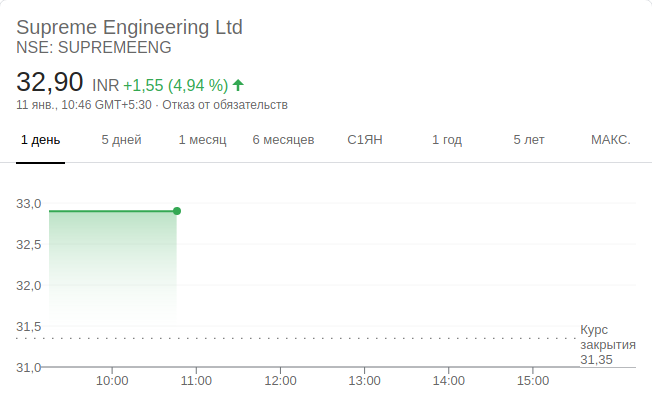 Supreme Engineering Ltd
NSE: SUPREMEENG
32,90 INR +1,55 (4,94 %)
11 янв., 10:46 GMT+5:30 · Отказ от обязательств
1 день 5 дней 1 месяц 6 месяцев С1ЯН 1 год 5 лет МАКС.
33,0
32,5
32,0
31,5
Курс
закрытия
31,35
31,0
10:00 11:00 12:00 13:00 14:00 15:00